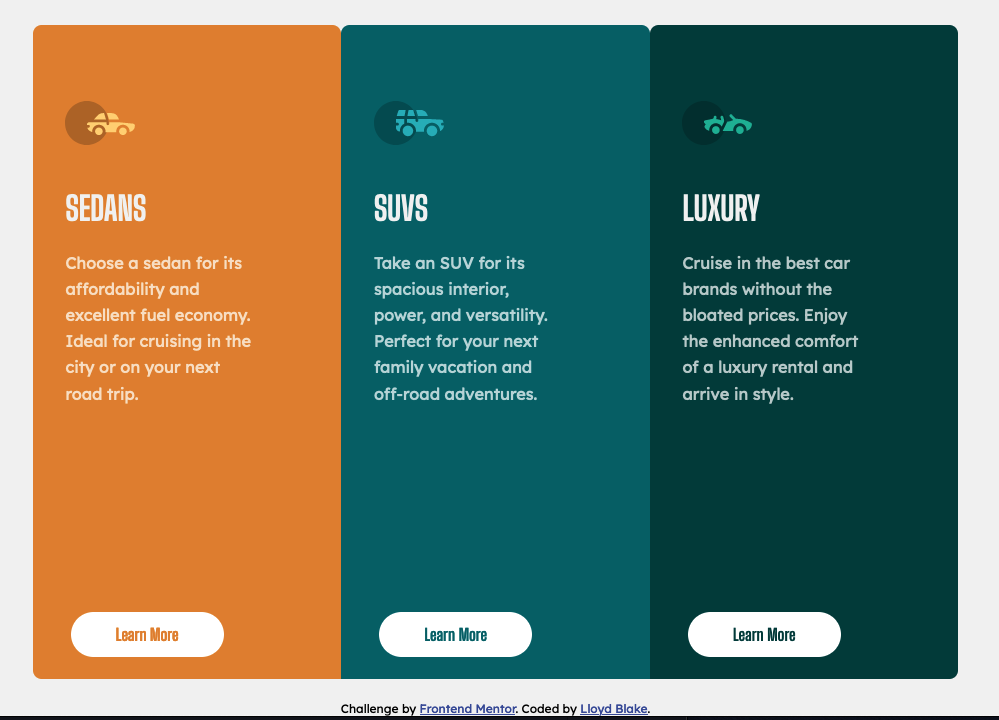 SEDANS
Choose a sedan for its
affordability and
excellent fuel economy.
Ideal for cruising in the
city or on your next
road trip.
Learn More
SUVS
Take an SUV for its
spacious interior,
power, and versatility.
Perfect for your next
family vacation and
off-road adventures.
Learn More
LUXURY
Cruise in the best car
brands without the
bloated prices. Enjoy
the enhanced comfort
of a luxury rental and
arrive in style.
Learn More
Challenge by Frontend Mentor. Coded by Lloyd Blake.